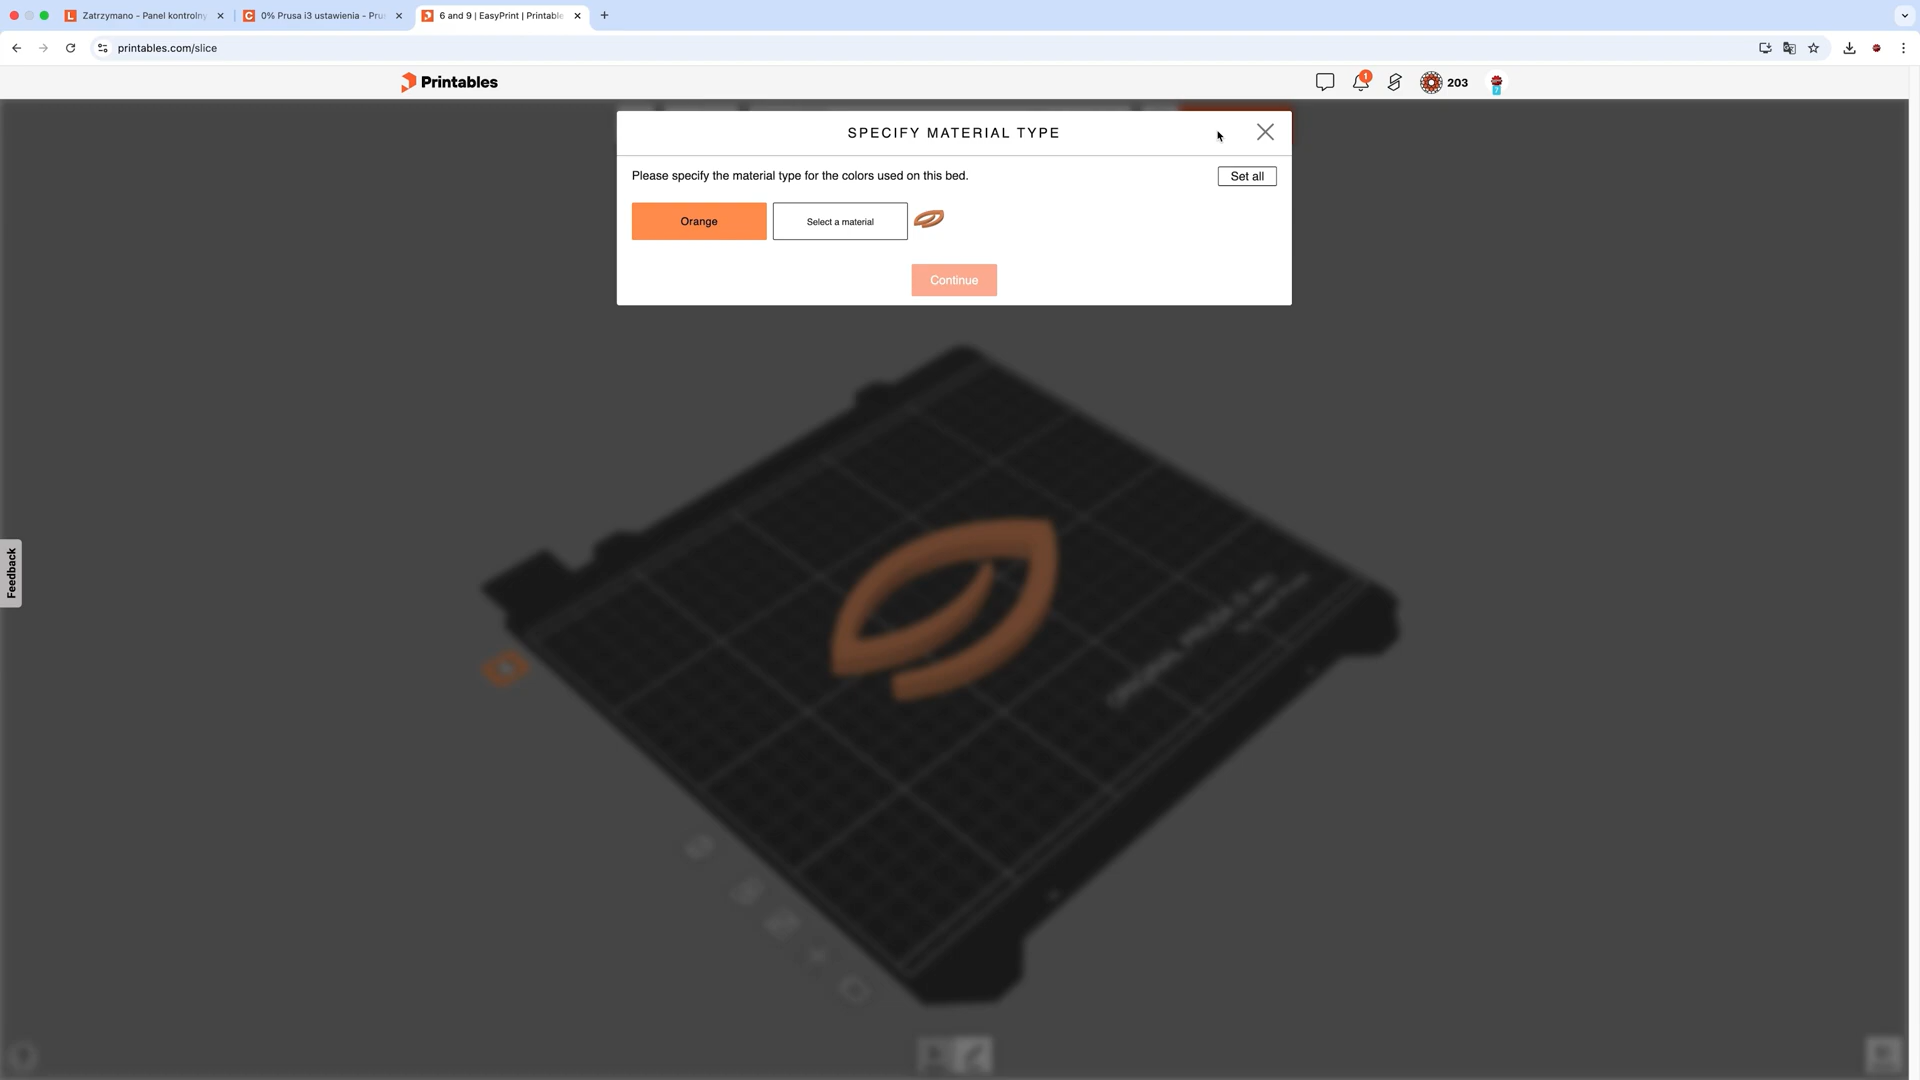 Zatrzymano - Panel kontrolny
0% Prusa i3 ustawienia - Pru
6 and 9 | EasyPrint | Printable
printables.com/slice
Printables
1
203
7
SPECIFY MATERIAL TYPE
Please specify the material type for the colors used on this bed.
Set all
Orange
Select a material
Continue
Feedback